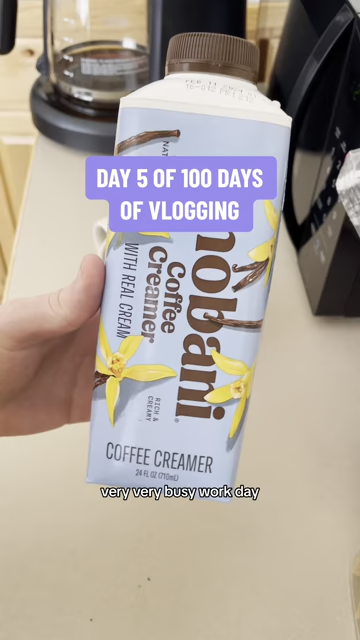 DAY 5 OF 100 DAYS
OF VLOGGING
nobani
coffee
creamer
WITH REAL CREAM
RICH &
CREAMY
COFFEE CREAMER
24 FL OZ (710mL)
very very busy work day